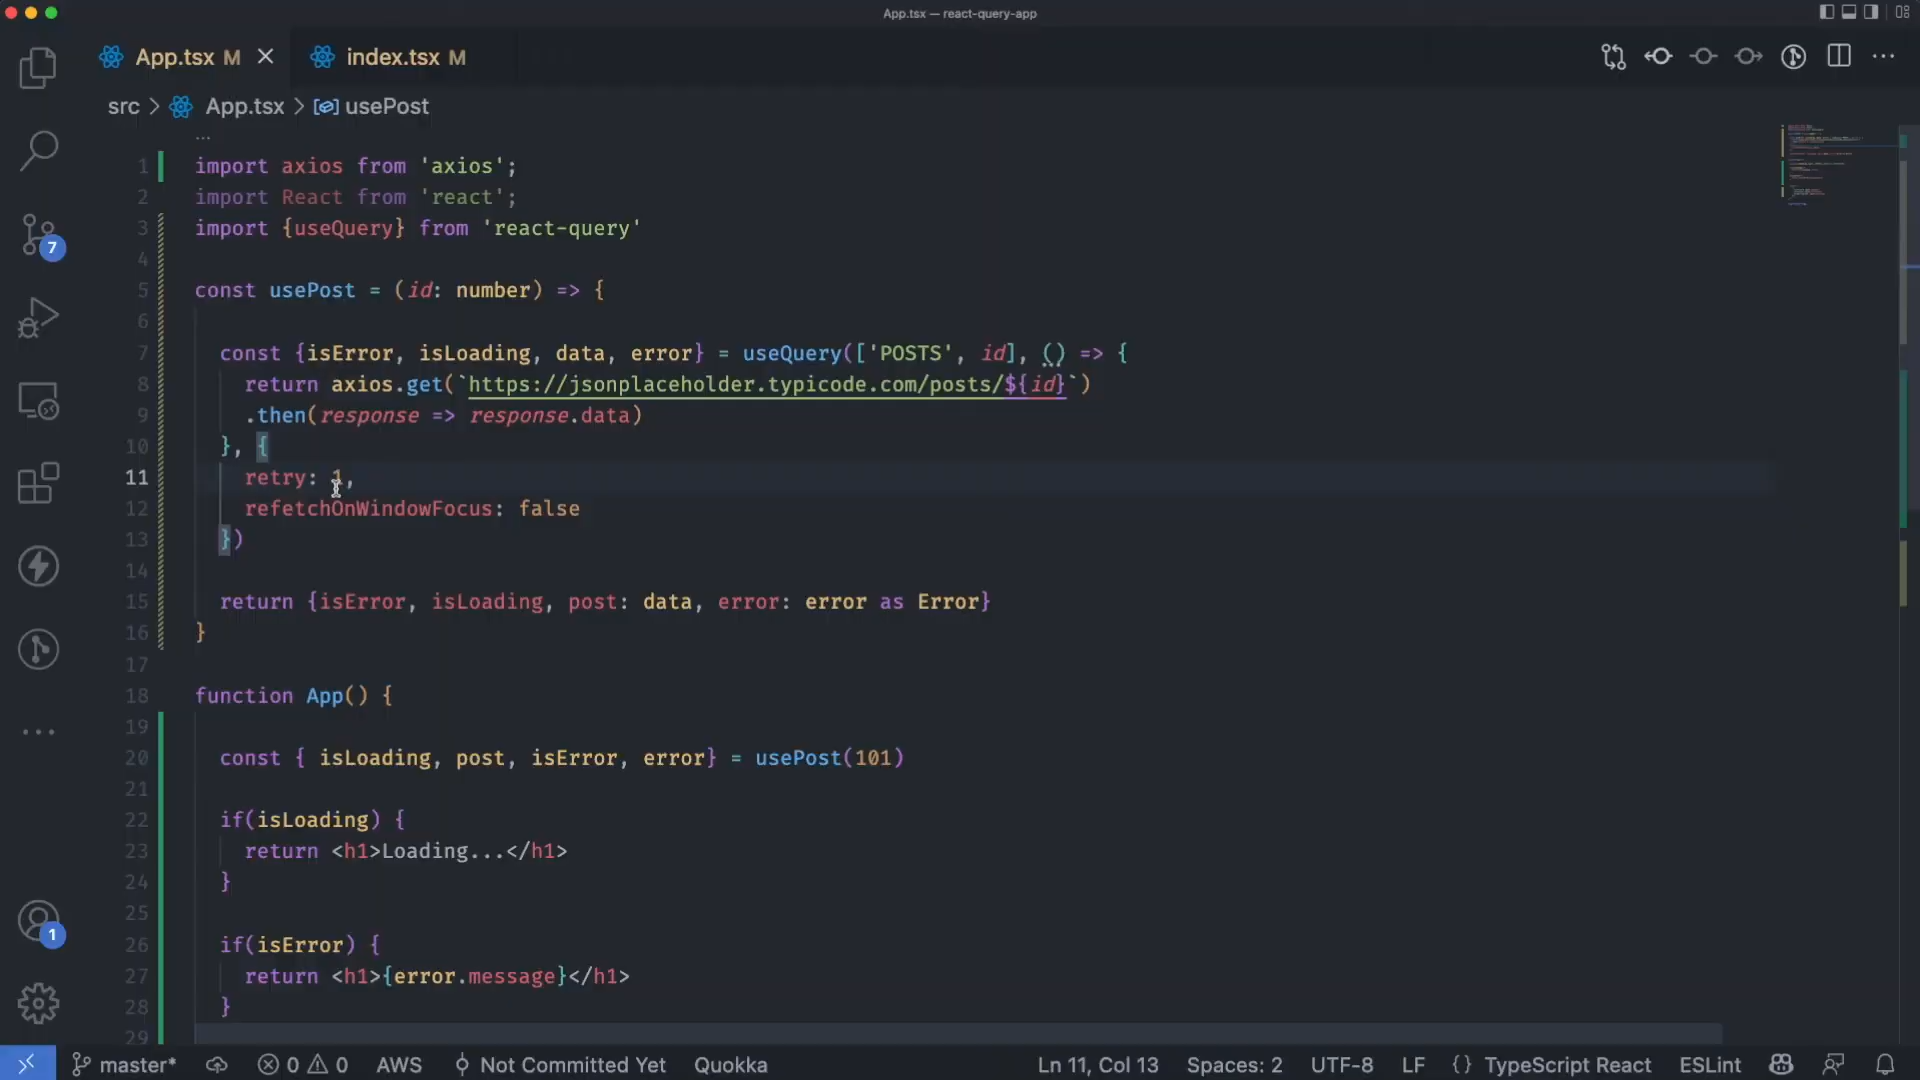 App.tsx — react-query-app
App.tsx M
index.tsx M
src > App.tsx > usePost
...
1 import axios from 'axios';
2 import React from 'react';
3 import {useQuery} from 'react-query'
4
5 const usePost = (id: number) => {
6
7 const {isError, isLoading, data, error} = useQuery(['POSTS', id], () => {
8 return axios.get(`https://jsonplaceholder.typicode.com/posts/${id}`)
9 .then(response => response.data)
10 }, {
11 retry: 1,
12 refetchOnWindowFocus: false
13 })
14
15 return {isError, isLoading, post: data, error: error as Error}
16 }
17
18 function App() {
19
20 const { isLoading, post, isError, error} = usePost(101)
21
22 if(isLoading) {
23 return <h1>Loading...</h1>
24 }
25
26 if(isError) {
27 return <h1>{error.message}</h1>
28 }
29
7
1
master* 0 0 AWS Not Committed Yet Quokka Ln 11, Col 13 Spaces: 2 UTF-8 LF {} TypeScript React ESLint